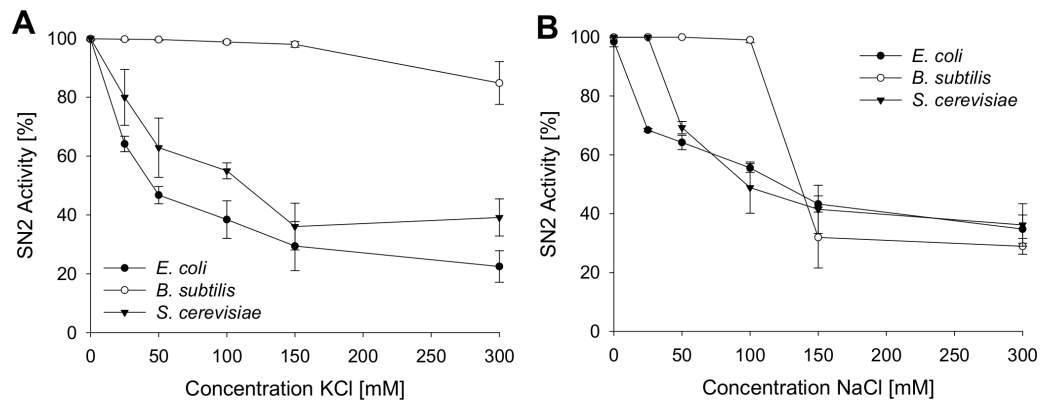 A
SN2 Activity [%]
100
80
60
40
20
0
E. coli
B. subtilis
S. cerevisiae
0 50 100 150 200 250 300
Concentration KCl [mM]
B
SN2 Activity [%]
100
80
60
40
20
0
E. coli
B. subtilis
S. cerevisiae
0 50 100 150 200 250 300
Concentration NaCl [mM]